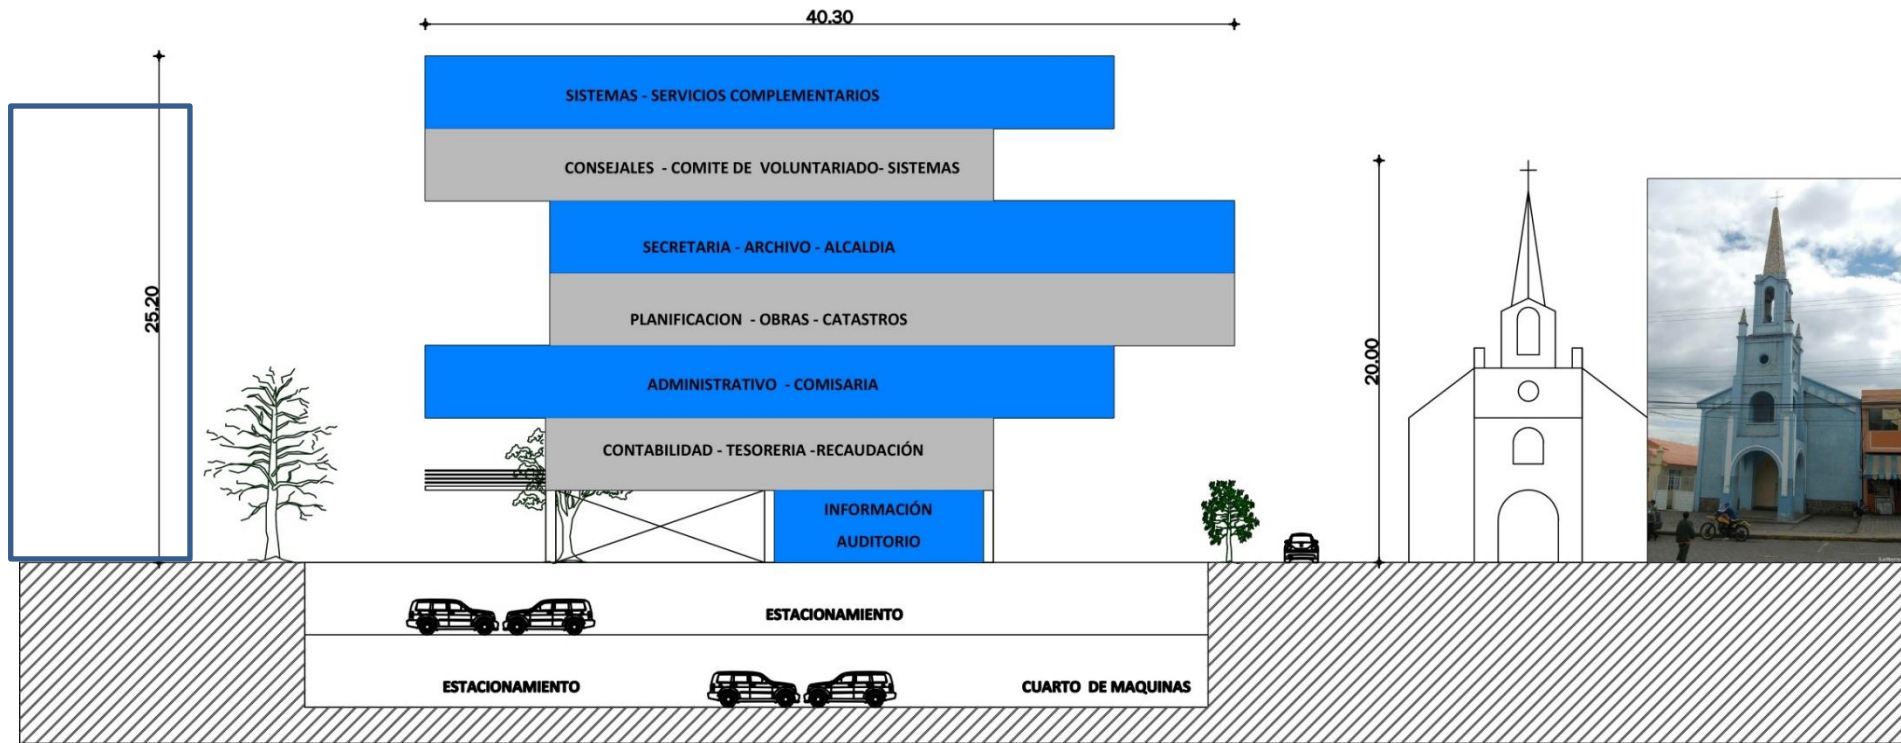 40.30
SISTEMAS - SERVICIOS COMPLEMENTARIOS
CONSEJALES - COMITE DE VOLUNTARIADO- SISTEMAS
SECRETARIA - ARCHIVO - ALCALDIA
25.20
PLANIFICACION - OBRAS - CATASTROS
20.00
ADMINISTRATIVO - COMISARIA
CONTABILIDAD - TESORERIA -RECAUDACIÓN
INFORMACIÓN
AUDITORIO
ESTACIONAMIENTO
ESTACIONAMIENTO
CUARTO DE MAQUINAS